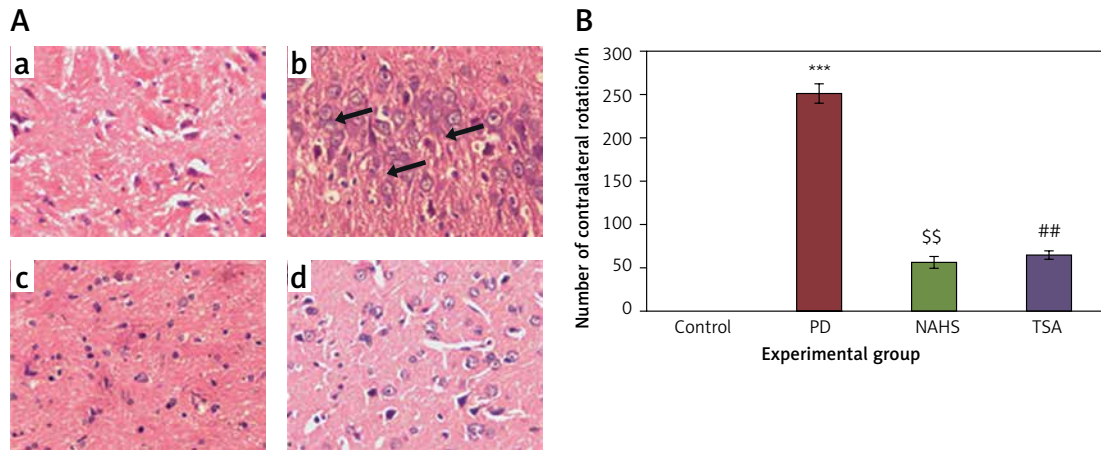 A
a
b
c
d
B
Number of contralateral rotation/h
300
250
200
150
100
50
0
***
$$
##
Control PD NAHS TSA
Experimental group